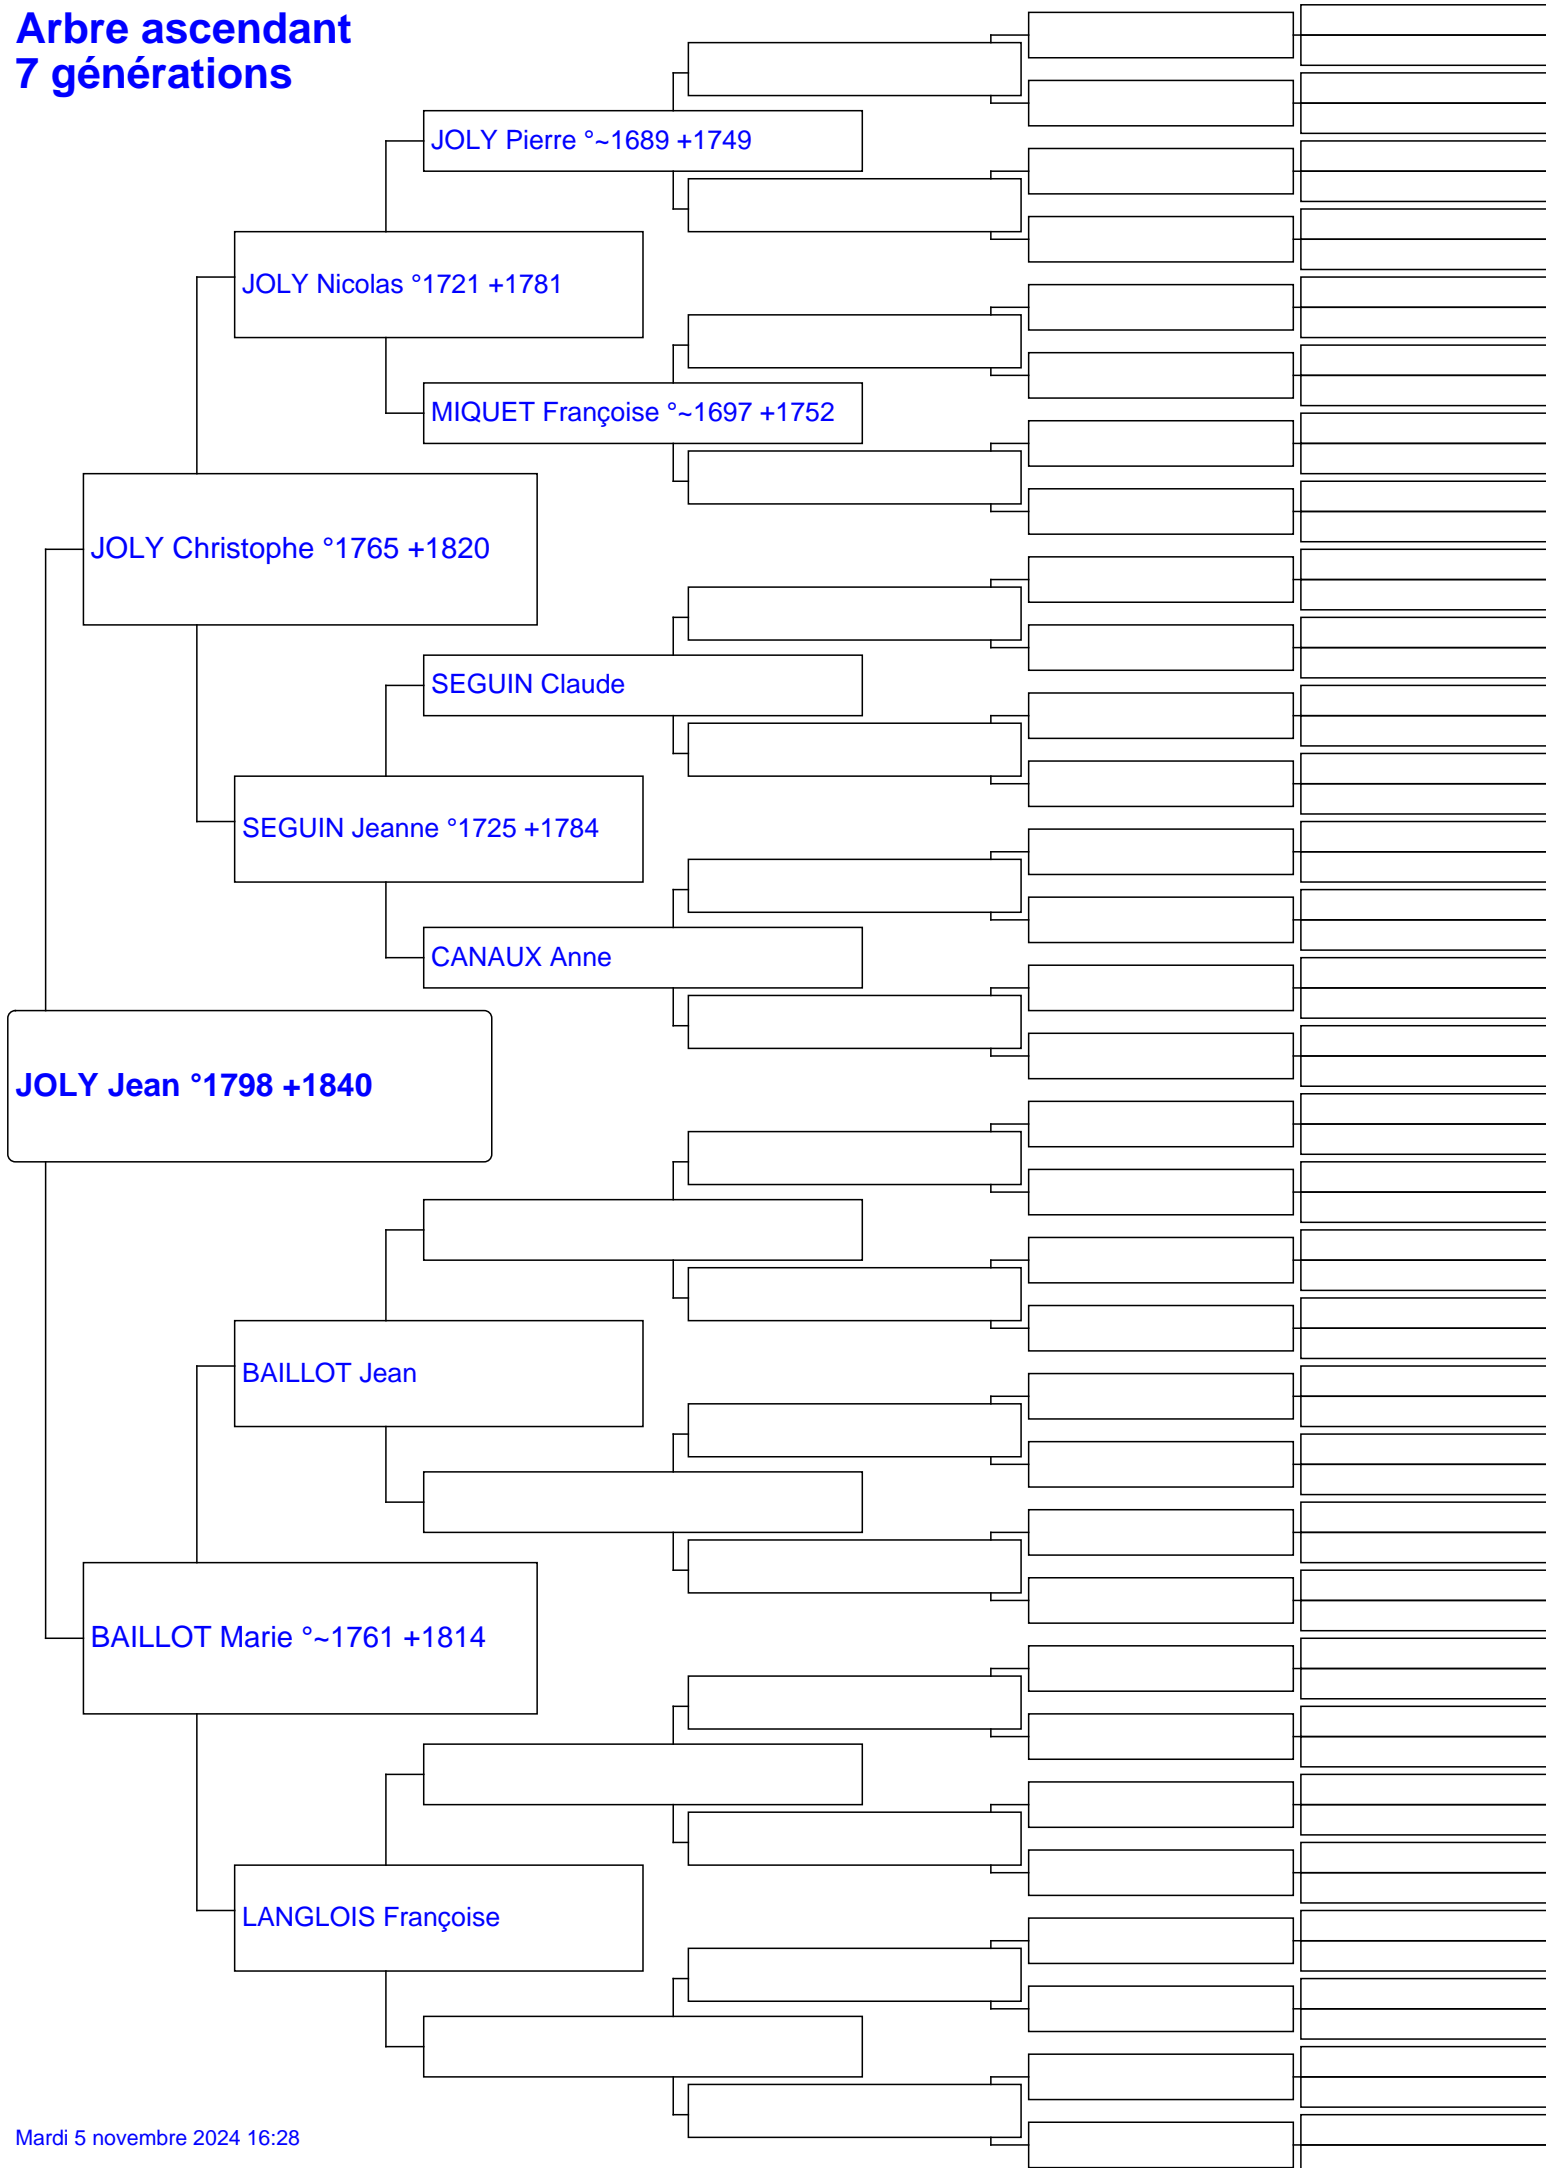 Arbre ascendant
7 générations
JOLY Pierre °~1689 +1749
JOLY Nicolas °1721 +1781
MIQUET Françoise °~1697 +1752
JOLY Christophe °1765 +1820
SEGUIN Claude
SEGUIN Jeanne °1725 +1784
CANAUX Anne
JOLY Jean °1798 +1840
BAILLOT Jean
BAILLOT Marie °~1761 +1814
LANGLOIS Françoise
Mardi 5 novembre 2024 16:28